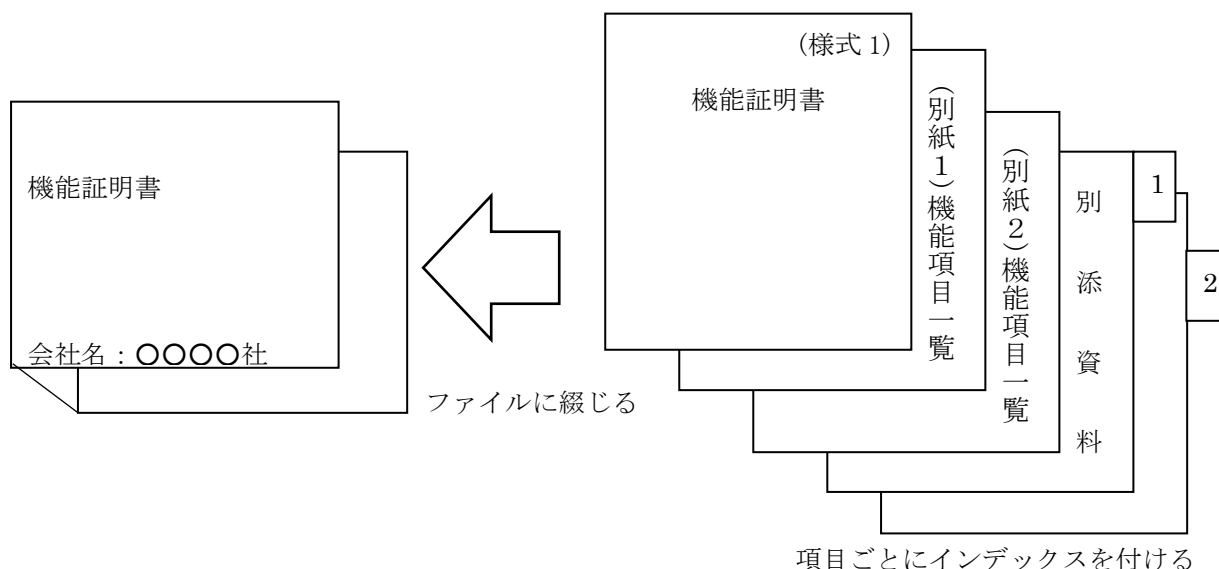 機能証明書
会社名：〇〇〇〇社
ファイルに綴じる
(様式 1)
機能証明書
(別紙１)機能項目一覧
(別紙２)機能項目一覧
別添資料
1
2
項目ごとにインデックスを付ける